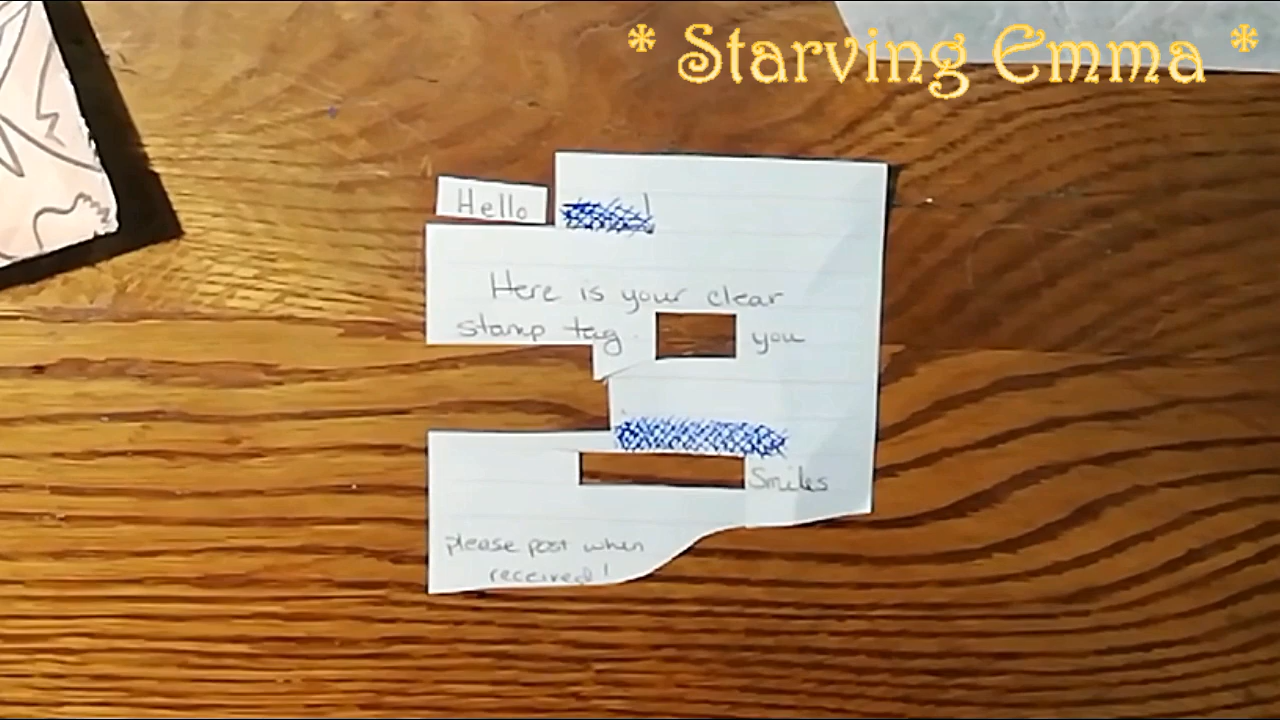 * Starving Emma *
Hello !
Here is your clear
stamp tag. you
Smiles
please post when
received!